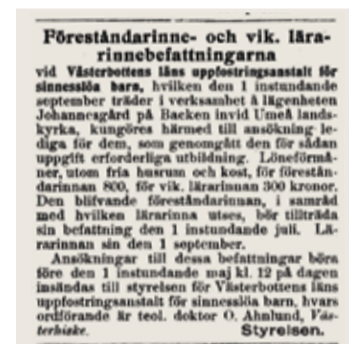 Föreståndarinne- och vik. lära-
rinnebefattningarna
vid Västerbottens läns uppfostringsanstalt för
sinnesslöa barn, hvilken den 1 instundande
september träder i verksamhet å lägenheten
Johannesgård på Backen invid Umeå lands-
kyrka, kungöres härmed till ansökning le-
diga för dem, som genomgått den för sådan
uppgift erforderliga utbildning. Löneförmå-
ner, utom fria husrum och kost, för förestån-
darinnan 800, för vik. lärarinnan 300 kronor.
Den blifvande föreståndarinnan, i samråd
med hvilken lärarinna utses, bör tillträda
sin befattning den 1 instundande juli. Lä-
rarinnan sin den 1 september.
Ansökningar till dessa befattningar böra
före den 1 instundande maj kl. 12 på dagen
insändas till styrelsen för Västerbottens läns
uppfostringsanstalt för sinnesslöa barn, hvars
ordförande är teol. doktor O. Ahnlund, Väs-
terhiske. Styrelsen.